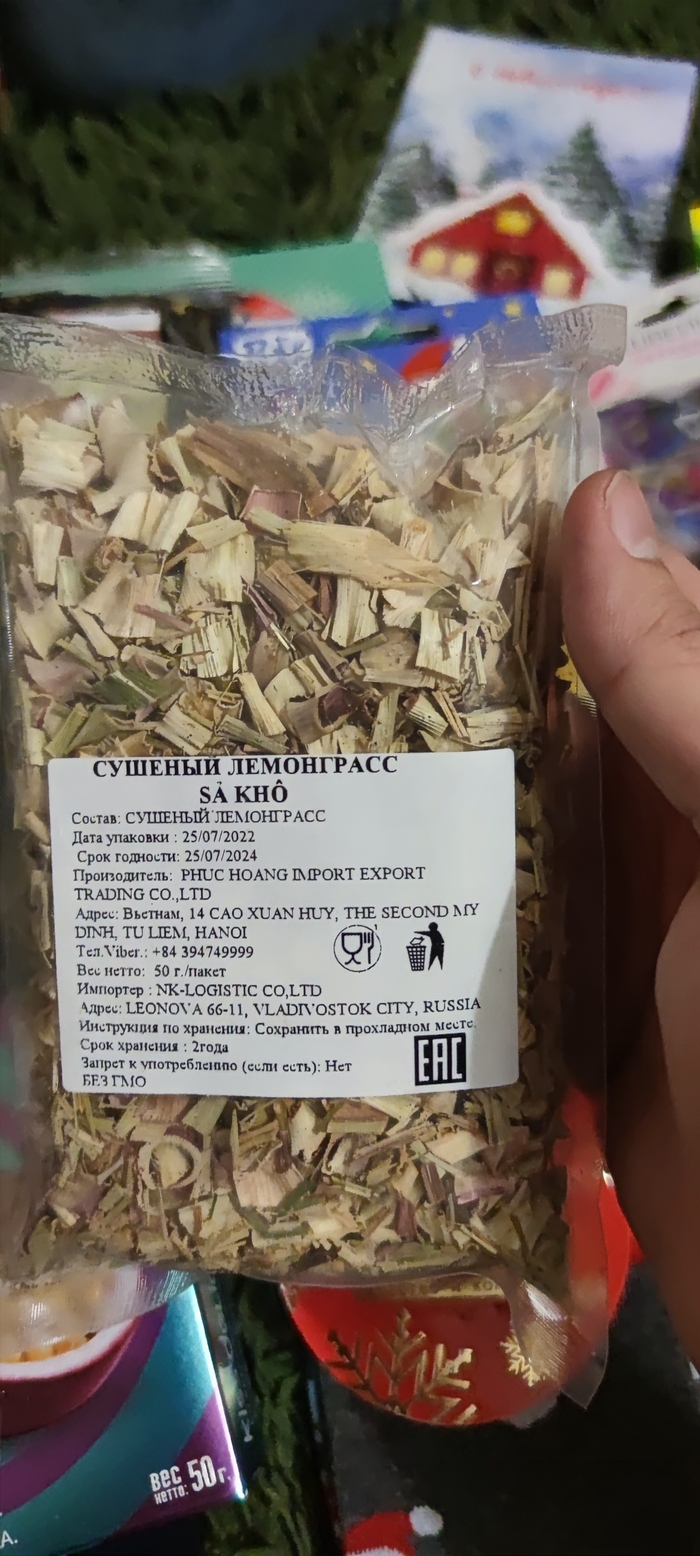 СУШЕНЫЙ ЛЕМОНГРАСС
SẢ KHÔ
Состав: СУШЕНЫЙ ЛЕМОНГРАСС
Дата упаковки : 25/07/2022
Срок годности: 25/07/2024
Произодитель: PHUC HOANG IMPORT EXPORT
TRADING CO.,LTD
Адрес: Вьетнам, 14 CAO XUAN HUY, THE SECOND MY
DINH, TU LIEM, HANOI
Тел.Viber.: +84 394749999
Вес нетто: 50 г./пакет
Импортер : NK-LOGISTIC CO,LTD
Адрес: LEONOVA 66-11, VLADIVOSTOK CITY, RUSSIA
Инструкция по хранения: Сохранить в прохладном месте.
Срок хранения : 2года
Запрет к употреблению (если есть): Нет
БЕЗ ГМО
EAC
вес
нетто: 50г.
А.